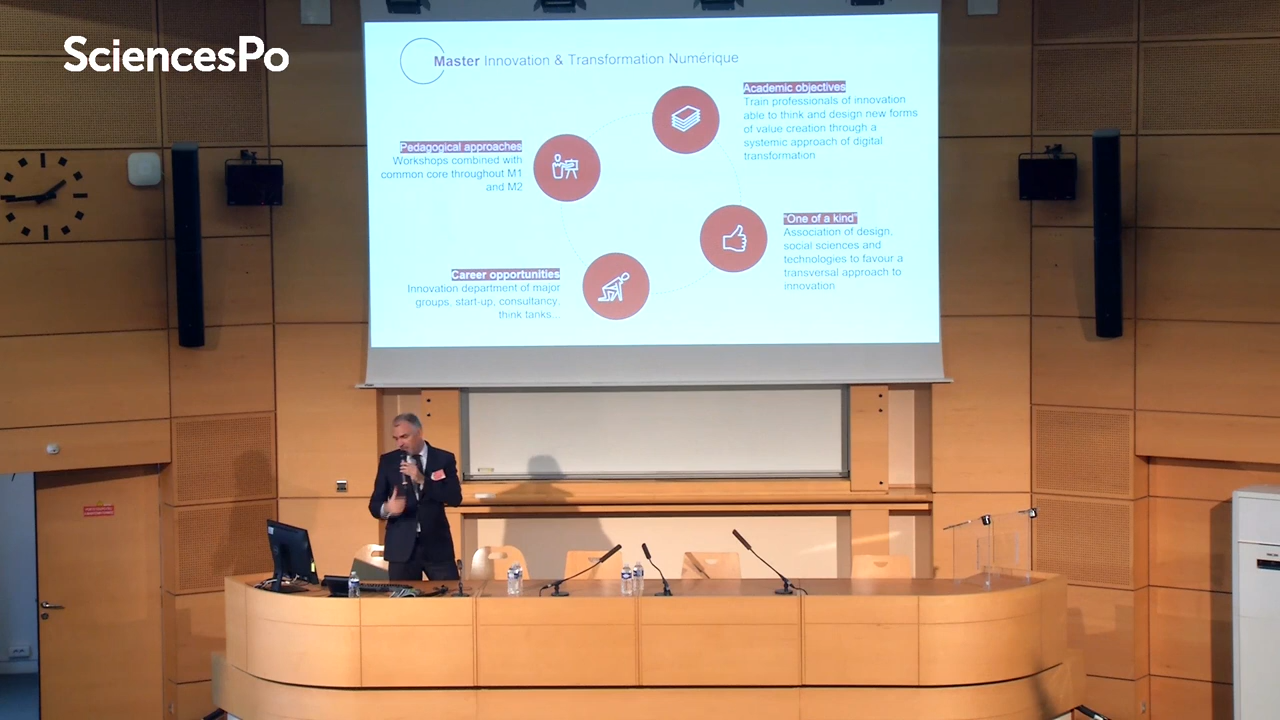 SciencesPo
Master Innovation & Transformation Numérique
Academic objectives
Train professionals of innovation
able to think and design new forms
of value creation through a
systemic approach of digital
transformation
Pedagogical approaches
Workshops combined with
common core throughout M1
and M2
"One of a kind"
Association of design,
social sciences and
technologies to favour a
transversal approach to
innovation
Career opportunities
Innovation department of major
groups, start-up, consultancy,
think tanks...